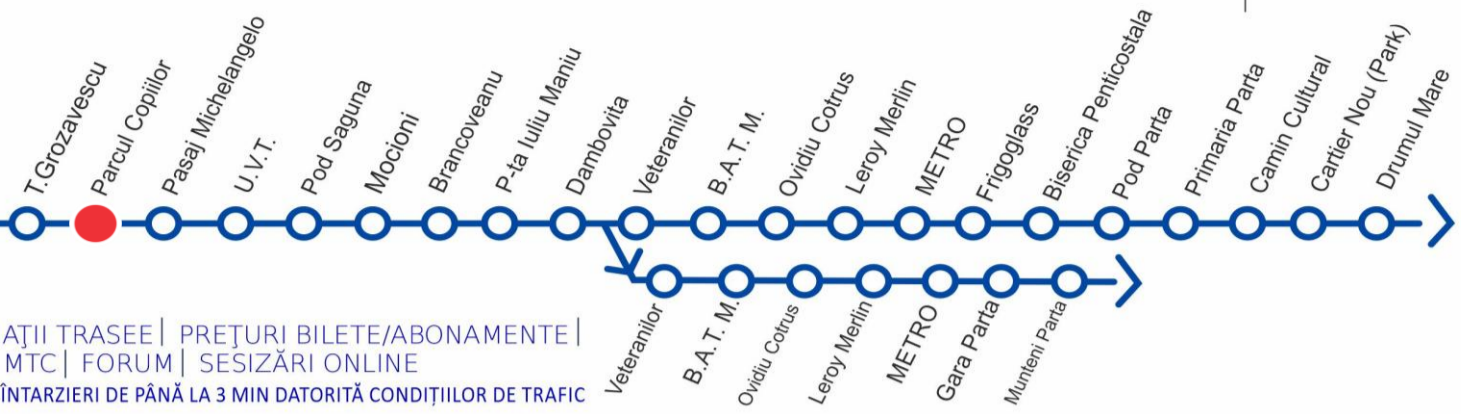 T.Grozavescu
Parcul Copiilor
Pasaj Michelangelo
U.V.T.
Pod Saguna
Mocioni
Brancoveanu
P-ta Iuliu Maniu
Dambovita
Veteranilor
B.A.T. M.
Ovidiu Cotrus
Leroy Merlin
METRO
Frigoglass
Biserica Penticostala
Pod Parta
Primaria Parta
Camin Cultural
Cartier Nou (Park)
Drumul Mare
Veteranilor
B.A.T. M.
Ovidiu Cotrus
Leroy Merlin
METRO
Gara Parta
Munteni Parta
AŢII TRASEE| PREŢURI BILETE/ABONAMENTE|
MTC| FORUM| SESIZĂRI ONLINE
ÎNTARZIERI DE PÂNĂ LA 3 MIN DATORITĂ CONDIȚIILOR DE TRAFIC